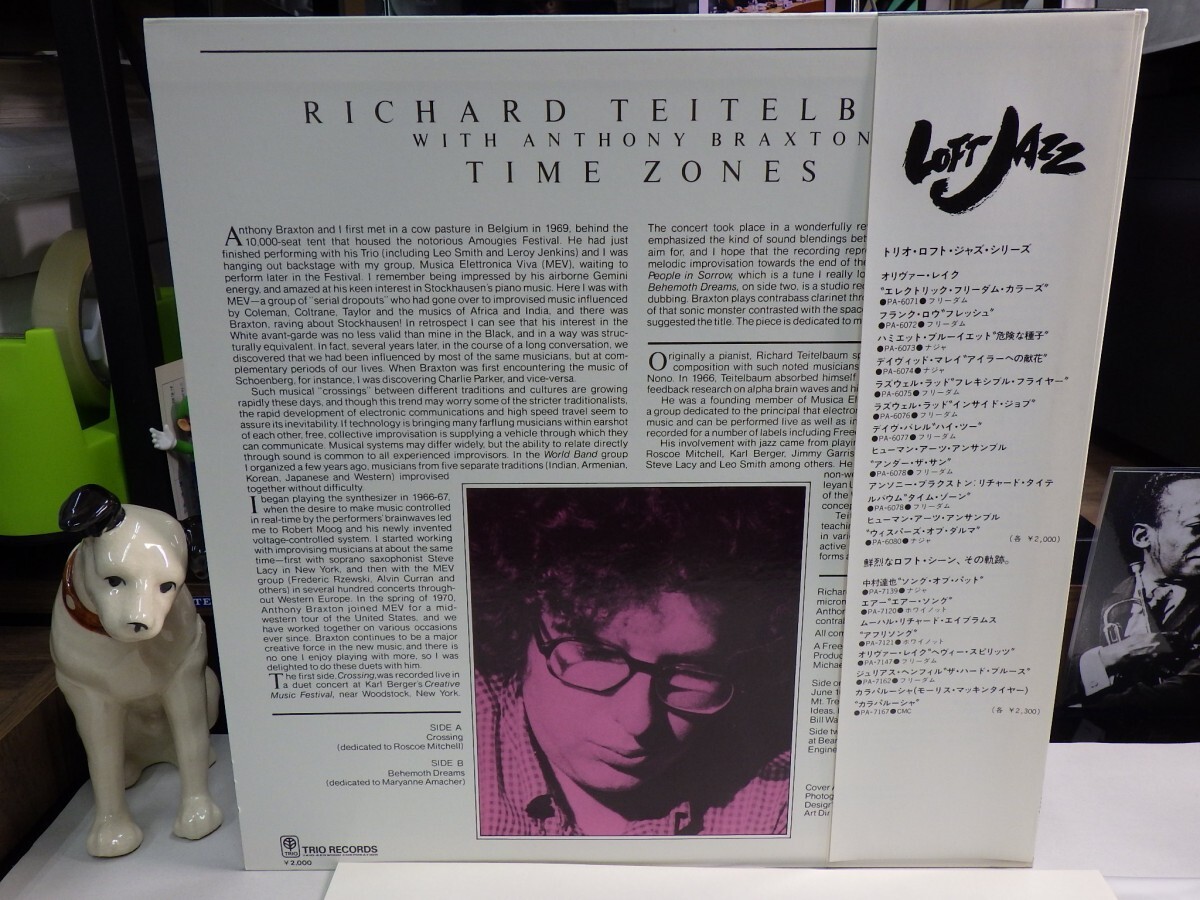 RICHARD TEITELB
WITH ANTHONY BRAXTON
TIME ZONES
Anthony Braxton and I first met in a cow pasture in Belgium in 1969, behind the
10,000-seat tent that housed the notorious Amougies Festival. He had just
finished performing with his Trio (including Leo Smith and Leroy Jenkins) and I was
hanging out backstage with my group, Musica Elettronica Viva (MEV), waiting to
perform later in the Festival. I remember being impressed by his airborne Gemini
energy, and amazed at his keen interest in Stockhausen's piano music. Here I was with
MEV—a group of "serial dropouts" who had gone over to improvised music influenced
by Coleman, Coltrane, Taylor and the musics of Africa and India, and there was
Braxton, raving about Stockhausen! In retrospect I can see that his interest in the
White avant-garde was no less valid than mine in the Black, and in a way was struc-
turally equivalent. In fact, several years later, in the course of a long conversation, we
discovered that we had been influenced by most of the same musicians, but at com-
plementary periods of our lives. When Braxton was first encountering the music of
Schoenberg, for instance, I was discovering Charlie Parker, and vice-versa.
Such musical "crossings" between different traditions and cultures are growing
rapidly these days, and though this trend may worry some of the stricter traditionalists,
the rapid development of electronic communications and high speed travel seem to
assure its inevitability. If technology is bringing many farflung musicians within earshot
of each other, free, collective improvisation is supplying a vehicle through which they
can communicate. Musical systems may differ widely, but the ability to relate directly
through sound is common to all experienced improvisors. In the World Band group
I organized a few years ago, musicians from five separate traditions (Indian, Armenian,
Korean, Japanese and Western) improvised
together without difficulty.
I began playing the synthesizer in 1966-67,
when the desire to make music controlled
in real-time by the performers' brainwaves led
me to Robert Moog and his newly invented
voltage-controlled system. I started working
with improvising musicians at about the same
time—first with soprano saxophonist Steve
Lacy in New York, and then with the MEV
group (Frederic Rzewski, Alvin Curran and
others) in several hundred concerts through-
out Western Europe. In the spring of 1970,
Anthony Braxton joined MEV for a mid-
western tour of the United States, and we
have worked together on various occasions
ever since. Braxton continues to be a major
creative force in the new music, and there is
no one I enjoy playing with more, so I was
delighted to do these duets with him.
The first side, Crossing, was recorded live in
a duet concert at Karl Berger's Creative
Music Festival, near Woodstock, New York.
SIDE A
Crossing
(dedicated to Roscoe Mitchell)
SIDE B
Behemoth Dreams
(dedicated to Maryanne Amacher)
TRIO
TRIO RECORDS
¥2,000
The concert took place in a wonderfully re
emphasized the kind of sound blendings bet
aim for, and I hope that the recording repr
melodic improvisation towards the end of the
People in Sorrow, which is a tune I really lo
Behemoth Dreams, on side two, is a studio rec
dubbing. Braxton plays contrabass clarinet thr
of that sonic monster contrasted with the spac
suggested the title. The piece is dedicated to m
Originally a pianist, Richard Teitelbaum sp
composition with such noted musicians
Nono. In 1966, Teitelbaum absorbed himself
feedback research on alpha brain waves and h
He was a founding member of Musica El
a group dedicated to the principal that electron
music and can be performed live as well as in
recorded for a number of labels including Free
His involvement with jazz came from playi
Roscoe Mitchell, Karl Berger, Jimmy Garris
Steve Lacy and Leo Smith among others. He
non-w
leyan U
of the
concep
Tei
teachin
in vari
active
forms
Richar
microm
Anthor
contra
All com
A Free
Produc
Michae
Side o
June 1
Mt. Tre
Ideas,
Bill Wa
Side tw
at Bear
Engine
Cover A
Photog
Design
Art Dir
LOFT JAZZ
トリオ・ロフト・ジャズ・シリーズ
オリヴァー・レイク
"エレクトリック・フリーダム・カラーズ"
●PA-6071●フリーダム
フランク・ロウ"フレッシュ"
●PA-6072●フリーダム
ハミエット・ブルーイエット"危険な種子"
●PA-6073●ナジャ
デイヴィッド・マレイ"アイラーへの献花"
●PA-6074●ナジャ
ラズウェル・ラッド"フレキシブル・フライヤー"
●PA-6075●フリーダム
ラズウェル・ラッド"インサイド・ジョブ"
●PA-6076●フリーダム
デイヴ・バレル"ハイ・ツー"
●PA-6077●フリーダム
ヒューマン・アーツ・アンサンブル
"アンダー・ザ・サン"
●PA-6078●フリーダム
アンソニー・ブラクストン：リチャード・タイテ
ルバウム"タイム・ゾーン"
●PA-6078●フリーダム
ヒューマン・アーツ・アンサンブル
"ウィスパーズ・オブ・ダルマ"
●PA-6080●ナジャ (各 ¥2,000)
鮮烈なロフト・シーン、その軌跡。
中村達也"ソング・オブ・パット"
●PA-7139●ナジャ
エアー"エアー・ソング"
●PA-7120●ホワイノット
ムーハル・リチャード・エイブラムス
"アフリソング"
●PA-7121●ホワイノット
オリヴァー・レイク"ヘヴィー・スピリッツ"
●PA-7147●フリーダム
ジュリアス・ヘンフィル"ザ・ハード・ブルース"
●PA-7162●フリーダム
カラパルーシャ(モーリス・マッキンタイヤー)
"カラパルーシャ"
●PA-7167●CMC (各 ¥2,300)